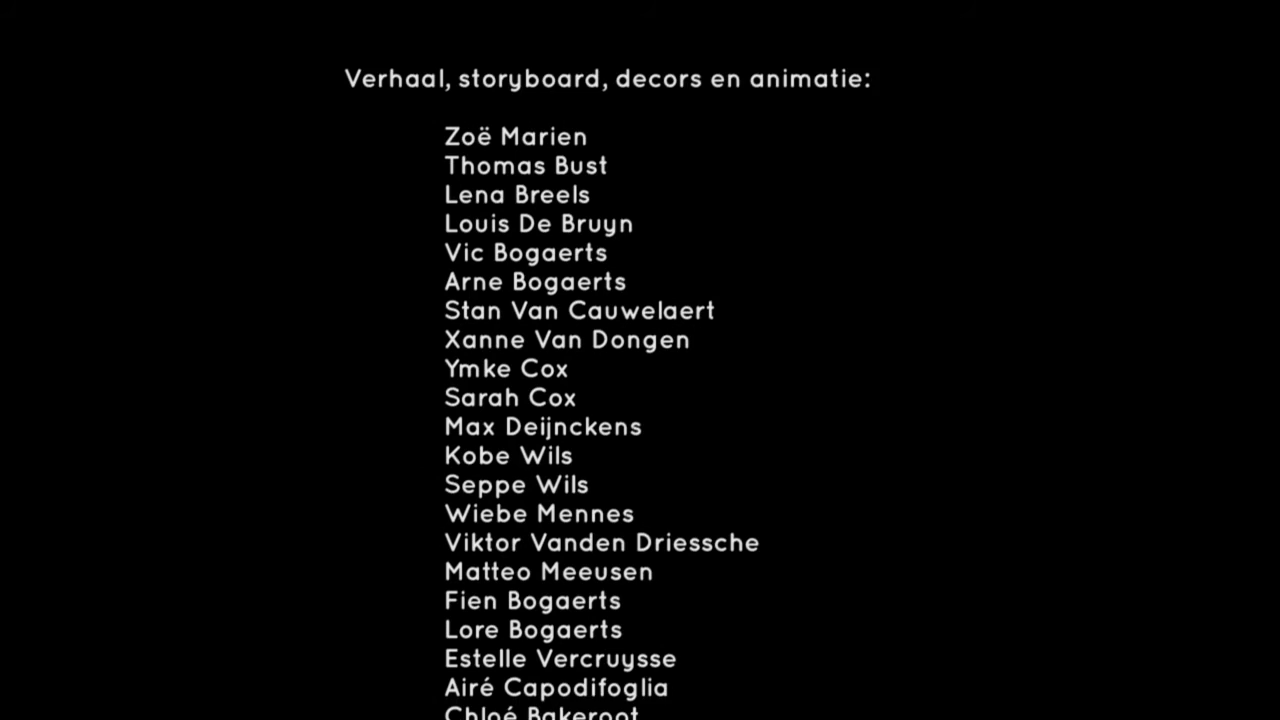 Verhaal, storyboard, decors en animatie:
Zoë Marien
Thomas Bust
Lena Breels
Louis De Bruyn
Vic Bogaerts
Arne Bogaerts
Stan Van Cauwelaert
Xanne Van Dongen
Ymke Cox
Sarah Cox
Max Deijnckens
Kobe Wils
Seppe Wils
Wiebe Mennes
Viktor Vanden Driessche
Matteo Meeusen
Fien Bogaerts
Lore Bogaerts
Estelle Vercruysse
Airé Capodifoglia
Chloé Bakeroot